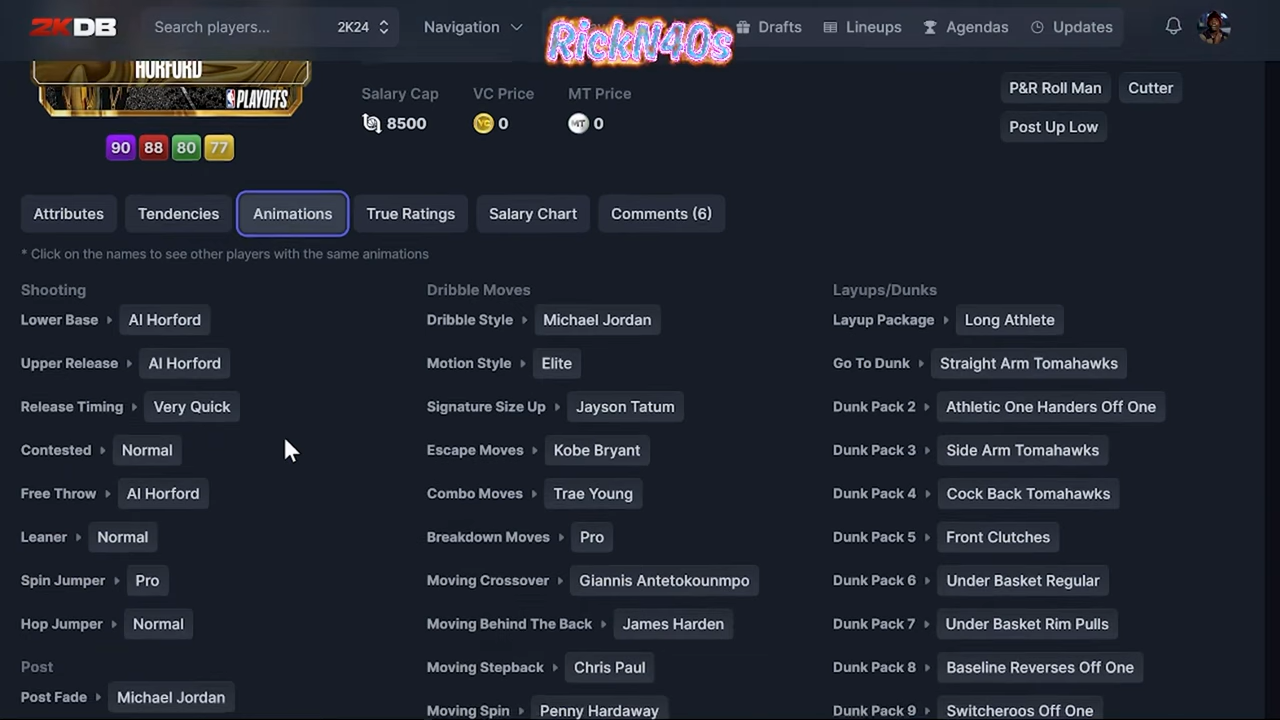 2KDB
Search players...
2K24
Navigation
RickN40s
Drafts
Lineups
Agendas
Updates
HORFORD
NBA PLAYOFFS
90 88 80 77
Salary Cap
8500
VC Price
VC 0
MT Price
MT 0
P&R Roll Man
Cutter
Post Up Low
Attributes
Tendencies
Animations
True Ratings
Salary Chart
Comments (6)
* Click on the names to see other players with the same animations
Shooting
Lower Base Al Horford
Upper Release Al Horford
Release Timing Very Quick
Contested Normal
Free Throw Al Horford
Leaner Normal
Spin Jumper Pro
Hop Jumper Normal
Post
Post Fade Michael Jordan
Dribble Moves
Dribble Style Michael Jordan
Motion Style Elite
Signature Size Up Jayson Tatum
Escape Moves Kobe Bryant
Combo Moves Trae Young
Breakdown Moves Pro
Moving Crossover Giannis Antetokounmpo
Moving Behind The Back James Harden
Moving Stepback Chris Paul
Moving Spin Penny Hardaway
Layups/Dunks
Layup Package Long Athlete
Go To Dunk Straight Arm Tomahawks
Dunk Pack 2 Athletic One Handers Off One
Dunk Pack 3 Side Arm Tomahawks
Dunk Pack 4 Cock Back Tomahawks
Dunk Pack 5 Front Clutches
Dunk Pack 6 Under Basket Regular
Dunk Pack 7 Under Basket Rim Pulls
Dunk Pack 8 Baseline Reverses Off One
Dunk Pack 9 Switcheroos Off One